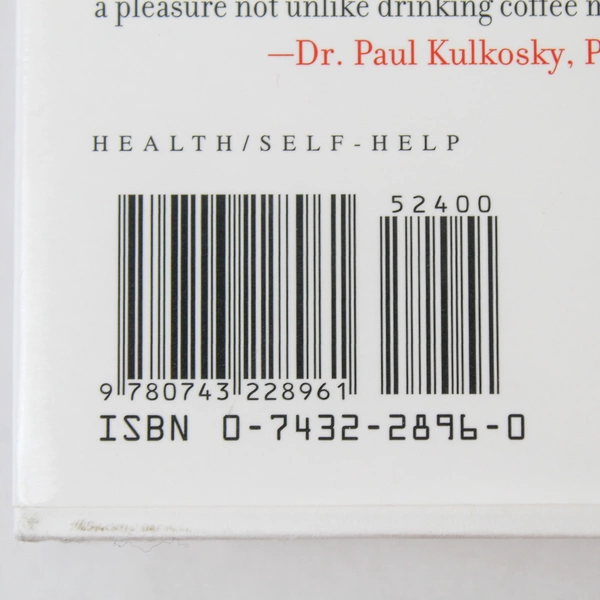 a pleasure not unlike drinking coffee
—Dr. Paul Kulkosky, P
HEALTH/SELF-HELP
52400
9 780743 228961
ISBN 0-7432-2896-0